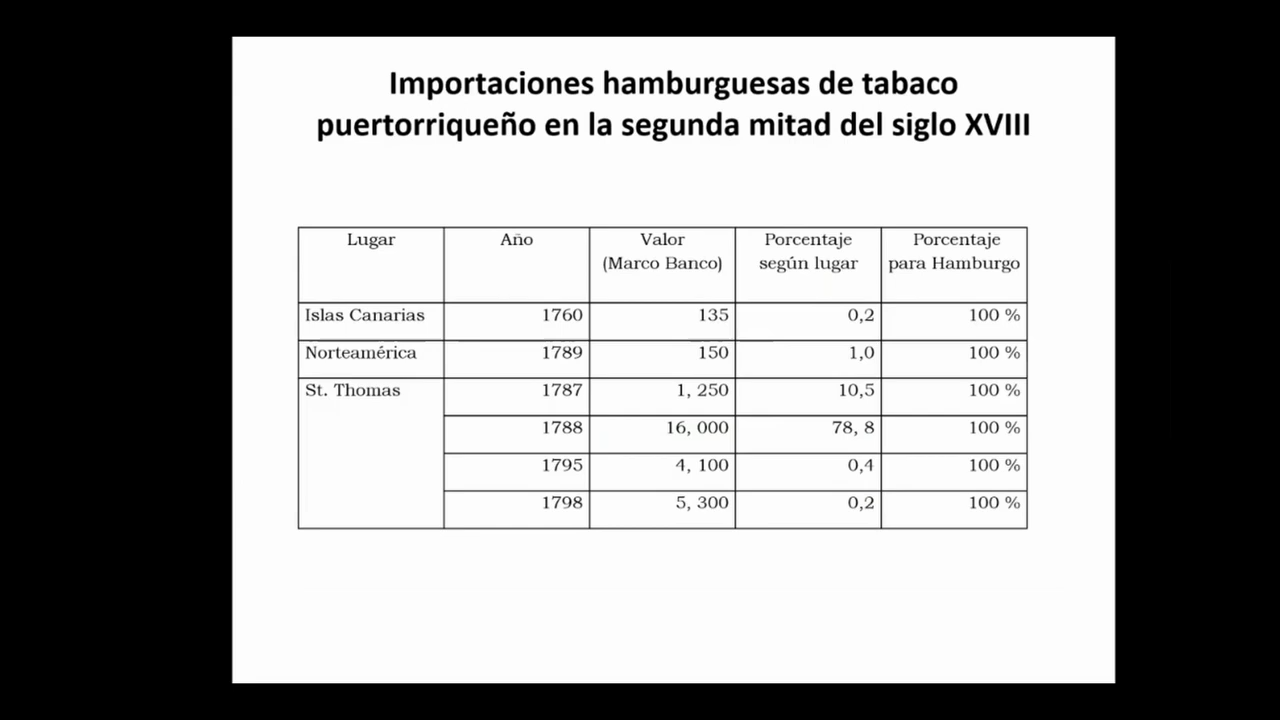 Importaciones hamburguesas de tabaco
puertorriqueño en la segunda mitad del siglo XVIII
Lugar Año Valor (Marco Banco) Porcentaje según lugar Porcentaje para Hamburgo
Islas Canarias 1760 135 0,2 100 %
Norteamérica 1789 150 1,0 100 %
St. Thomas 1787 1, 250 10,5 100 %
1788 16, 000 78, 8 100 %
1795 4, 100 0,4 100 %
1798 5, 300 0,2 100 %